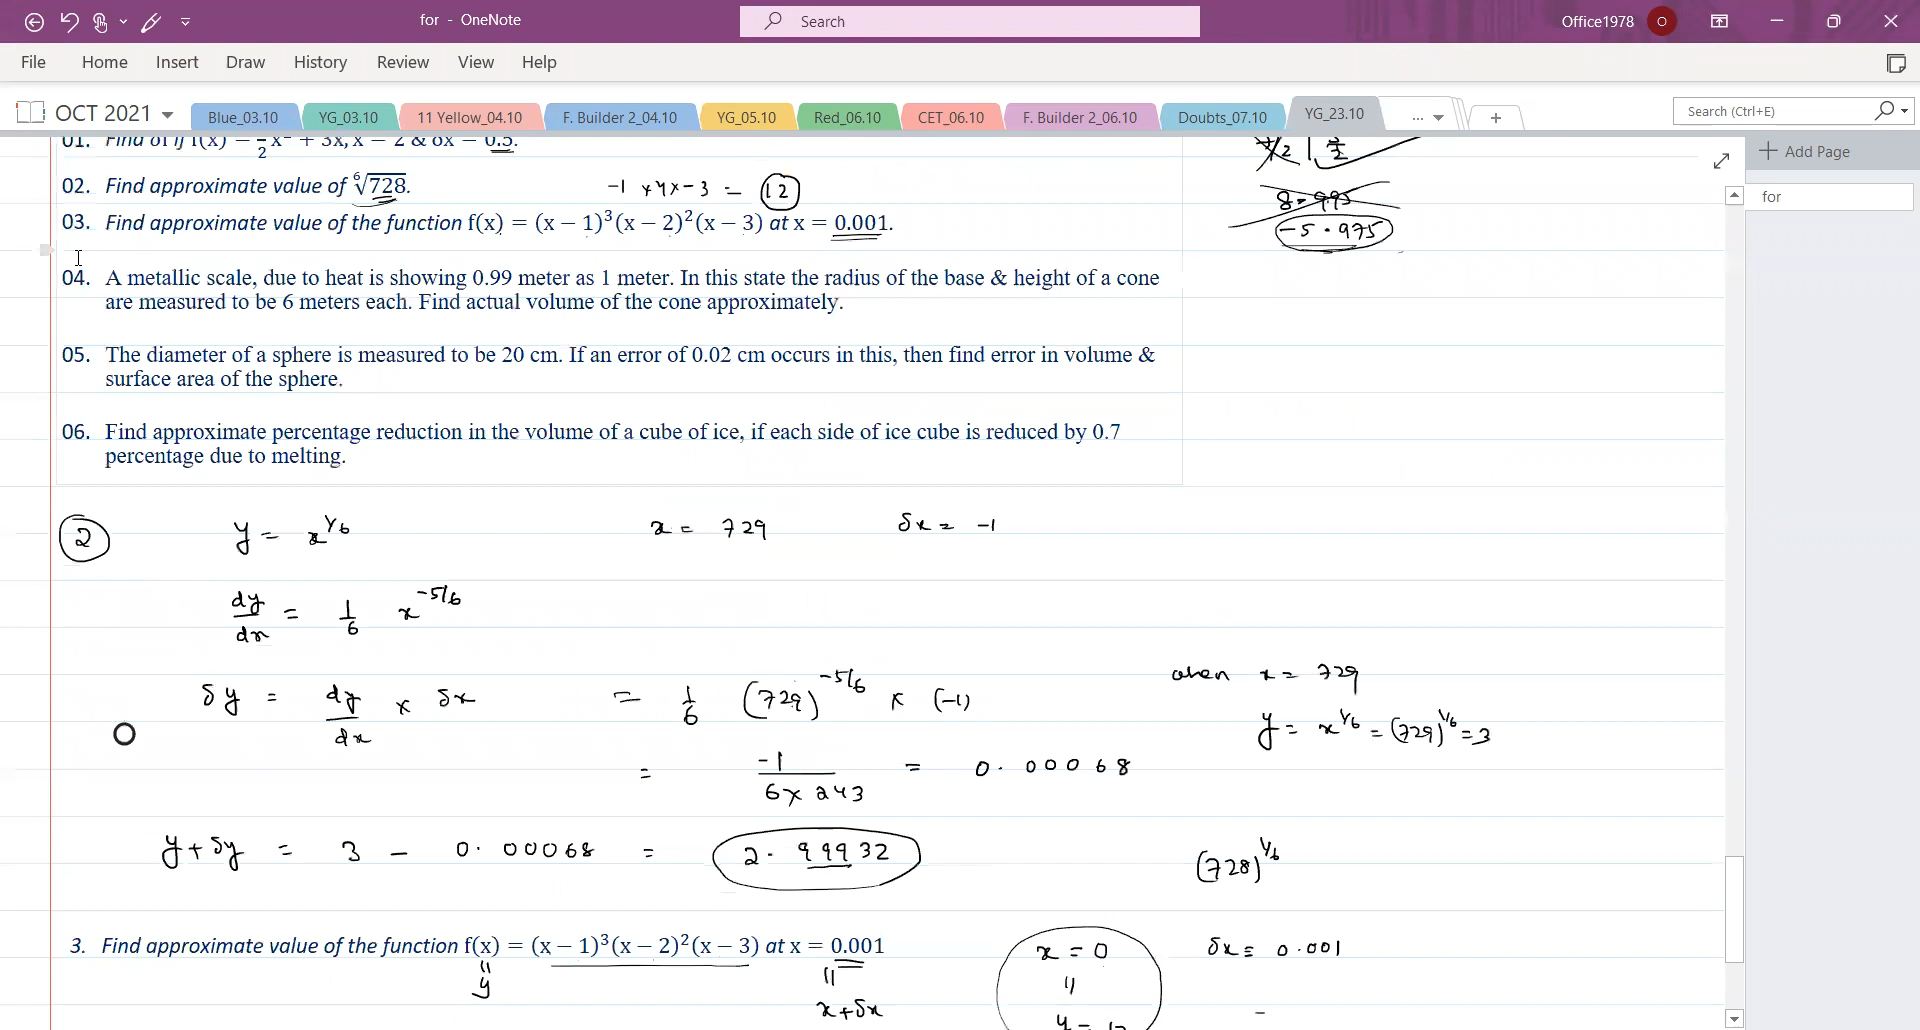 for - OneNote
Search
Office1978
O
File Home Insert Draw History Review View Help
OCT 2021
Blue_03.10 YG_03.10 11 Yellow_04.10 F. Builder 2_04.10 YG_05.10 Red_06.10 CET_06.10 F. Builder 2_06.10 Doubts_07.10 YG_23.10 ... +
Search (Ctrl+E)
+ Add Page
for
02. Find approximate value of ⁶√728.
-1 x 4 x -3 = 12
8 - 995
-5.975
03. Find approximate value of the function f(x) = (x − 1)³(x − 2)²(x − 3) at x = 0.001.
04. A metallic scale, due to heat is showing 0.99 meter as 1 meter. In this state the radius of the base & height of a cone
are measured to be 6 meters each. Find actual volume of the cone approximately.
05. The diameter of a sphere is measured to be 20 cm. If an error of 0.02 cm occurs in this, then find error in volume &
surface area of the sphere.
06. Find approximate percentage reduction in the volume of a cube of ice, if each side of ice cube is reduced by 0.7
percentage due to melting.
2 y = x^1/6 x = 729 δx = -1
dy/dx = 1/6 x^-5/6
δy = dy/dx x δx = 1/6 (729)^-5/6 x (-1)
when x = 729
y = x^1/6 = (729)^1/6 = 3
= -1/6x243 = 0.00068
y+δy = 3 - 0.00068 = 2.99932
(728)^1/6
3. Find approximate value of the function f(x) = (x − 1)³(x − 2)²(x − 3) at x = 0.001
x = 0 δx = 0.001
y
x+δx